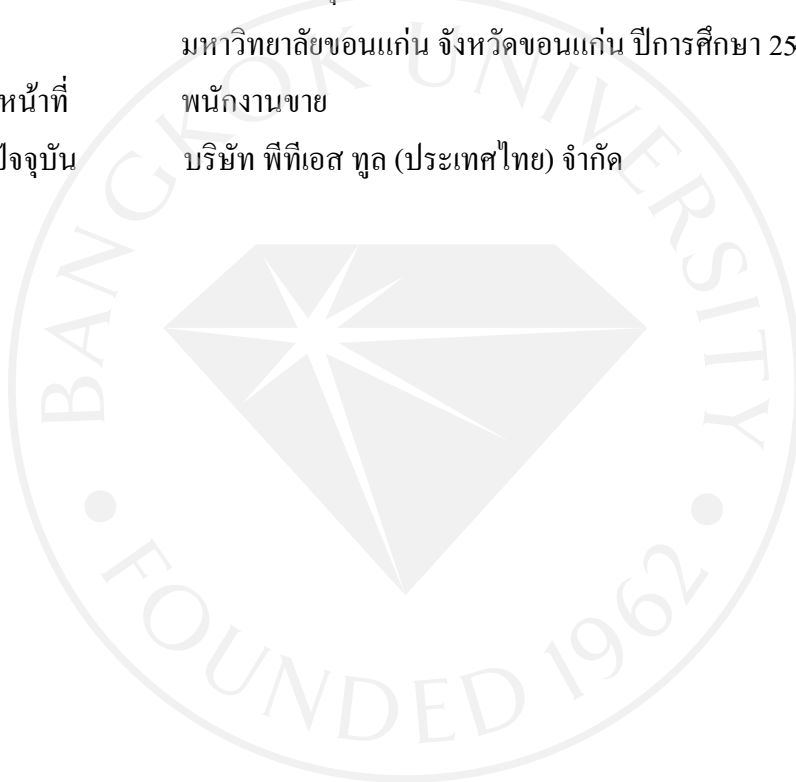 มหาวิทยาลัยขอนแก่น จังหวัดขอนแก่น ปีการศึกษา 25
หน้าที่ พนักงานขาย
ปัจจุบัน บริษัท พีทีเอส ทูล (ประเทศไทย) จำกัด
BANGKOK UNIVERSITY
FOUNDED 1962